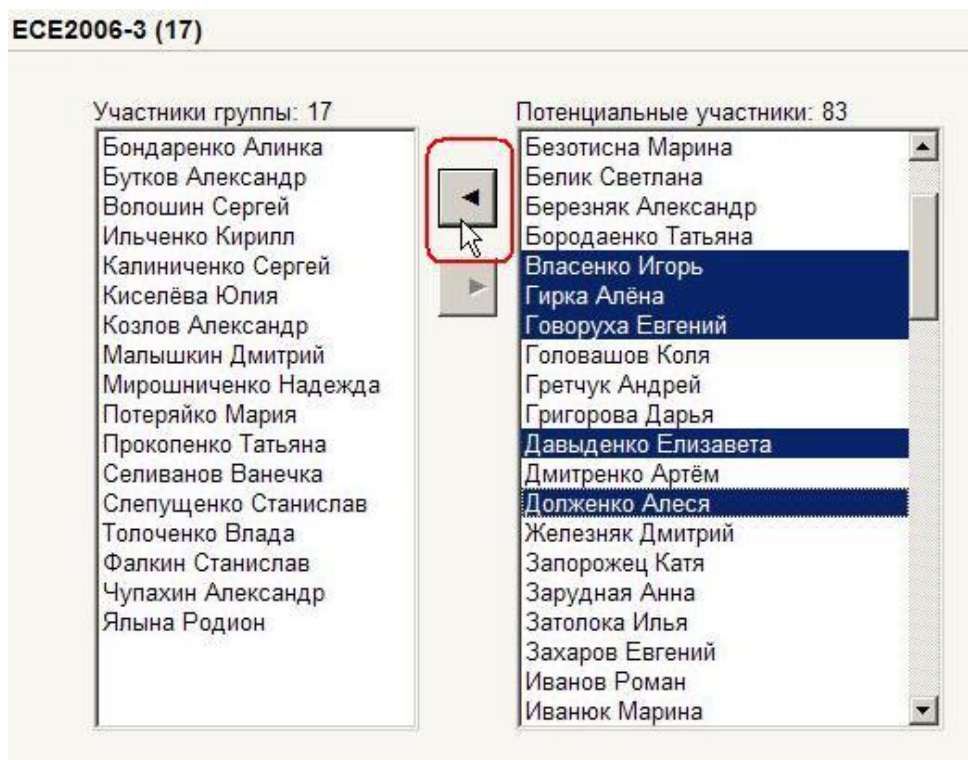 ECE2006-3 (17)
Участники группы: 17
Бондаренко Алинка
Бутков Александр
Волошин Сергей
Ильченко Кирилл
Калиниченко Сергей
Киселёва Юлия
Козлов Александр
Малышкин Дмитрий
Мирошниченко Надежда
Потеряйко Мария
Прокопенко Татьяна
Селиванов Ванечка
Слепущенко Станислав
Толоченко Влада
Фалкин Станислав
Чупахин Александр
Ялына Родион
Потенциальные участники: 83
Безотисна Марина
Белик Светлана
Березняк Александр
Бородаенко Татьяна
Власенко Игорь
Гирка Алёна
Говоруха Евгений
Головашов Коля
Гретчук Андрей
Григорова Дарья
Давыденко Елизавета
Дмитренко Артём
Долженко Алеся
Железняк Дмитрий
Запорожец Катя
Зарудная Анна
Затолока Илья
Захаров Евгений
Иванов Роман
Иванюк Марина